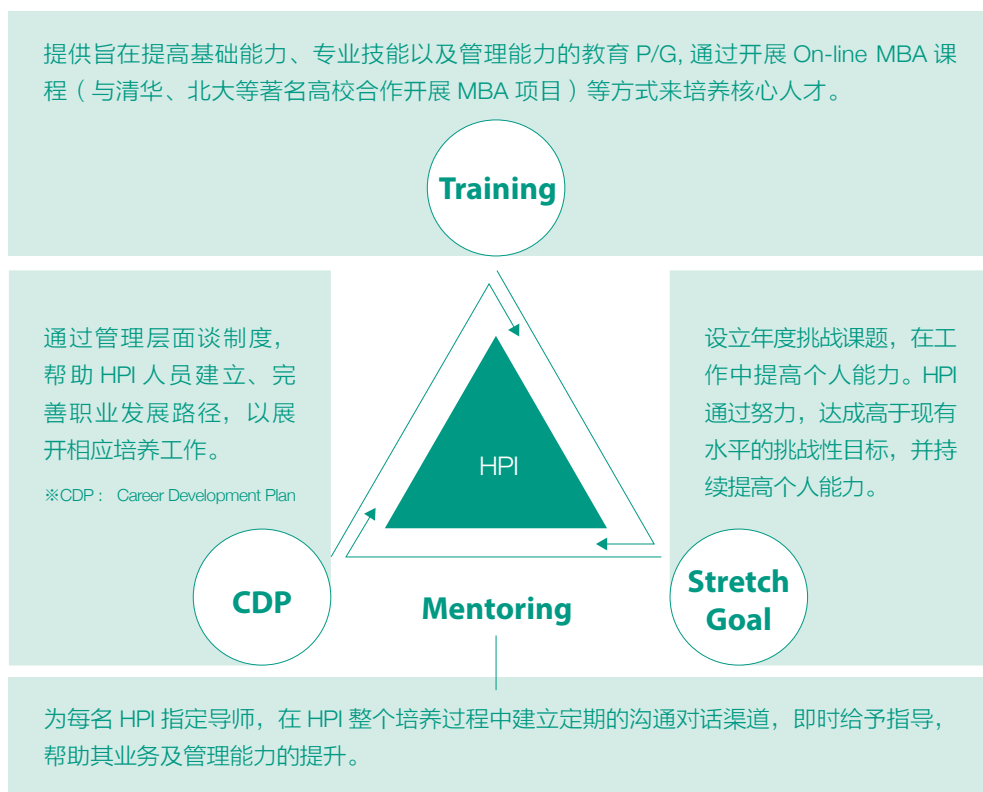 提供旨在提高基础能力、专业技能以及管理能力的教育 P/G, 通过开展 On-line MBA 课
程（与清华、北大等著名高校合作开展 MBA 项目）等方式来培养核心人才。
Training
通过管理层面谈制度，
帮助 HPI 人员建立、完
善职业发展路径，以展
开相应培养工作。
※CDP： Career Development Plan
CDP
HPI
设立年度挑战课题，在工
作中提高个人能力。HPI
通过努力，达成高于现有
水平的挑战性目标，并持
续提高个人能力。
Stretch
Goal
Mentoring
为每名 HPI 指定导师，在 HPI 整个培养过程中建立定期的沟通对话渠道，即时给予指导，
帮助其业务及管理能力的提升。